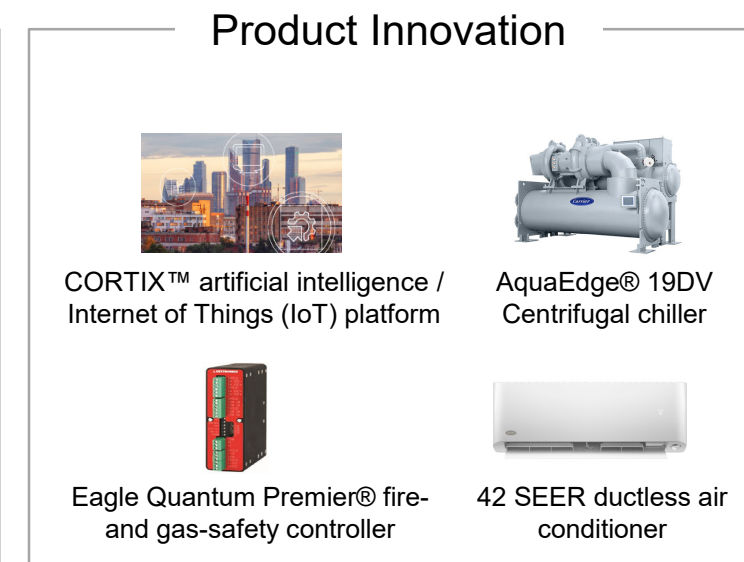 Product Innovation
CORTIX™ artificial intelligence /
Internet of Things (IoT) platform
Carrier
AquaEdge® 19DV
Centrifugal chiller
Eagle Quantum Premier® fire-
and gas-safety controller
42 SEER ductless air
conditioner